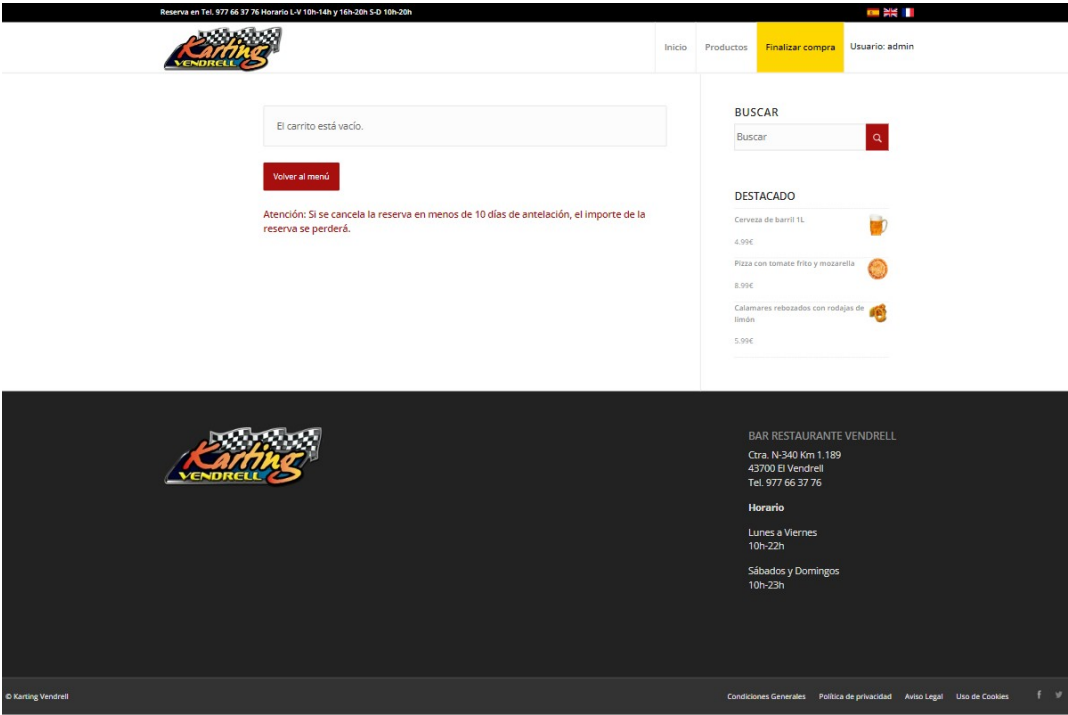 Reserva en Tel. 977 66 37 76 Horario L-V 10h-14h y 16h-20h S-D 10h-20h
Karting
VENDRELL
Inicio
Productos
Finalizar compra
Usuario: admin
El carrito está vacío.
Volver al menú
Atención: Si se cancela la reserva en menos de 10 días de antelación, el importe de la
reserva se perderá.
BUSCAR
Buscar
DESTACADO
Cerveza de barril 1L
4.99€
Pizza con tomate frito y mozarella
8.99€
Calamares rebozados con rodajas de
limón
5.99€
Karting
VENDRELL
BAR RESTAURANTE VENDRELL
Ctra. N-340 Km 1.189
43700 El Vendrell
Tel. 977 66 37 76
Horario
Lunes a Viernes
10h-22h
Sábados y Domingos
10h-23h
© Karting Vendrell
Condiciones Generales
Política de privacidad
Aviso Legal
Uso de Cookies